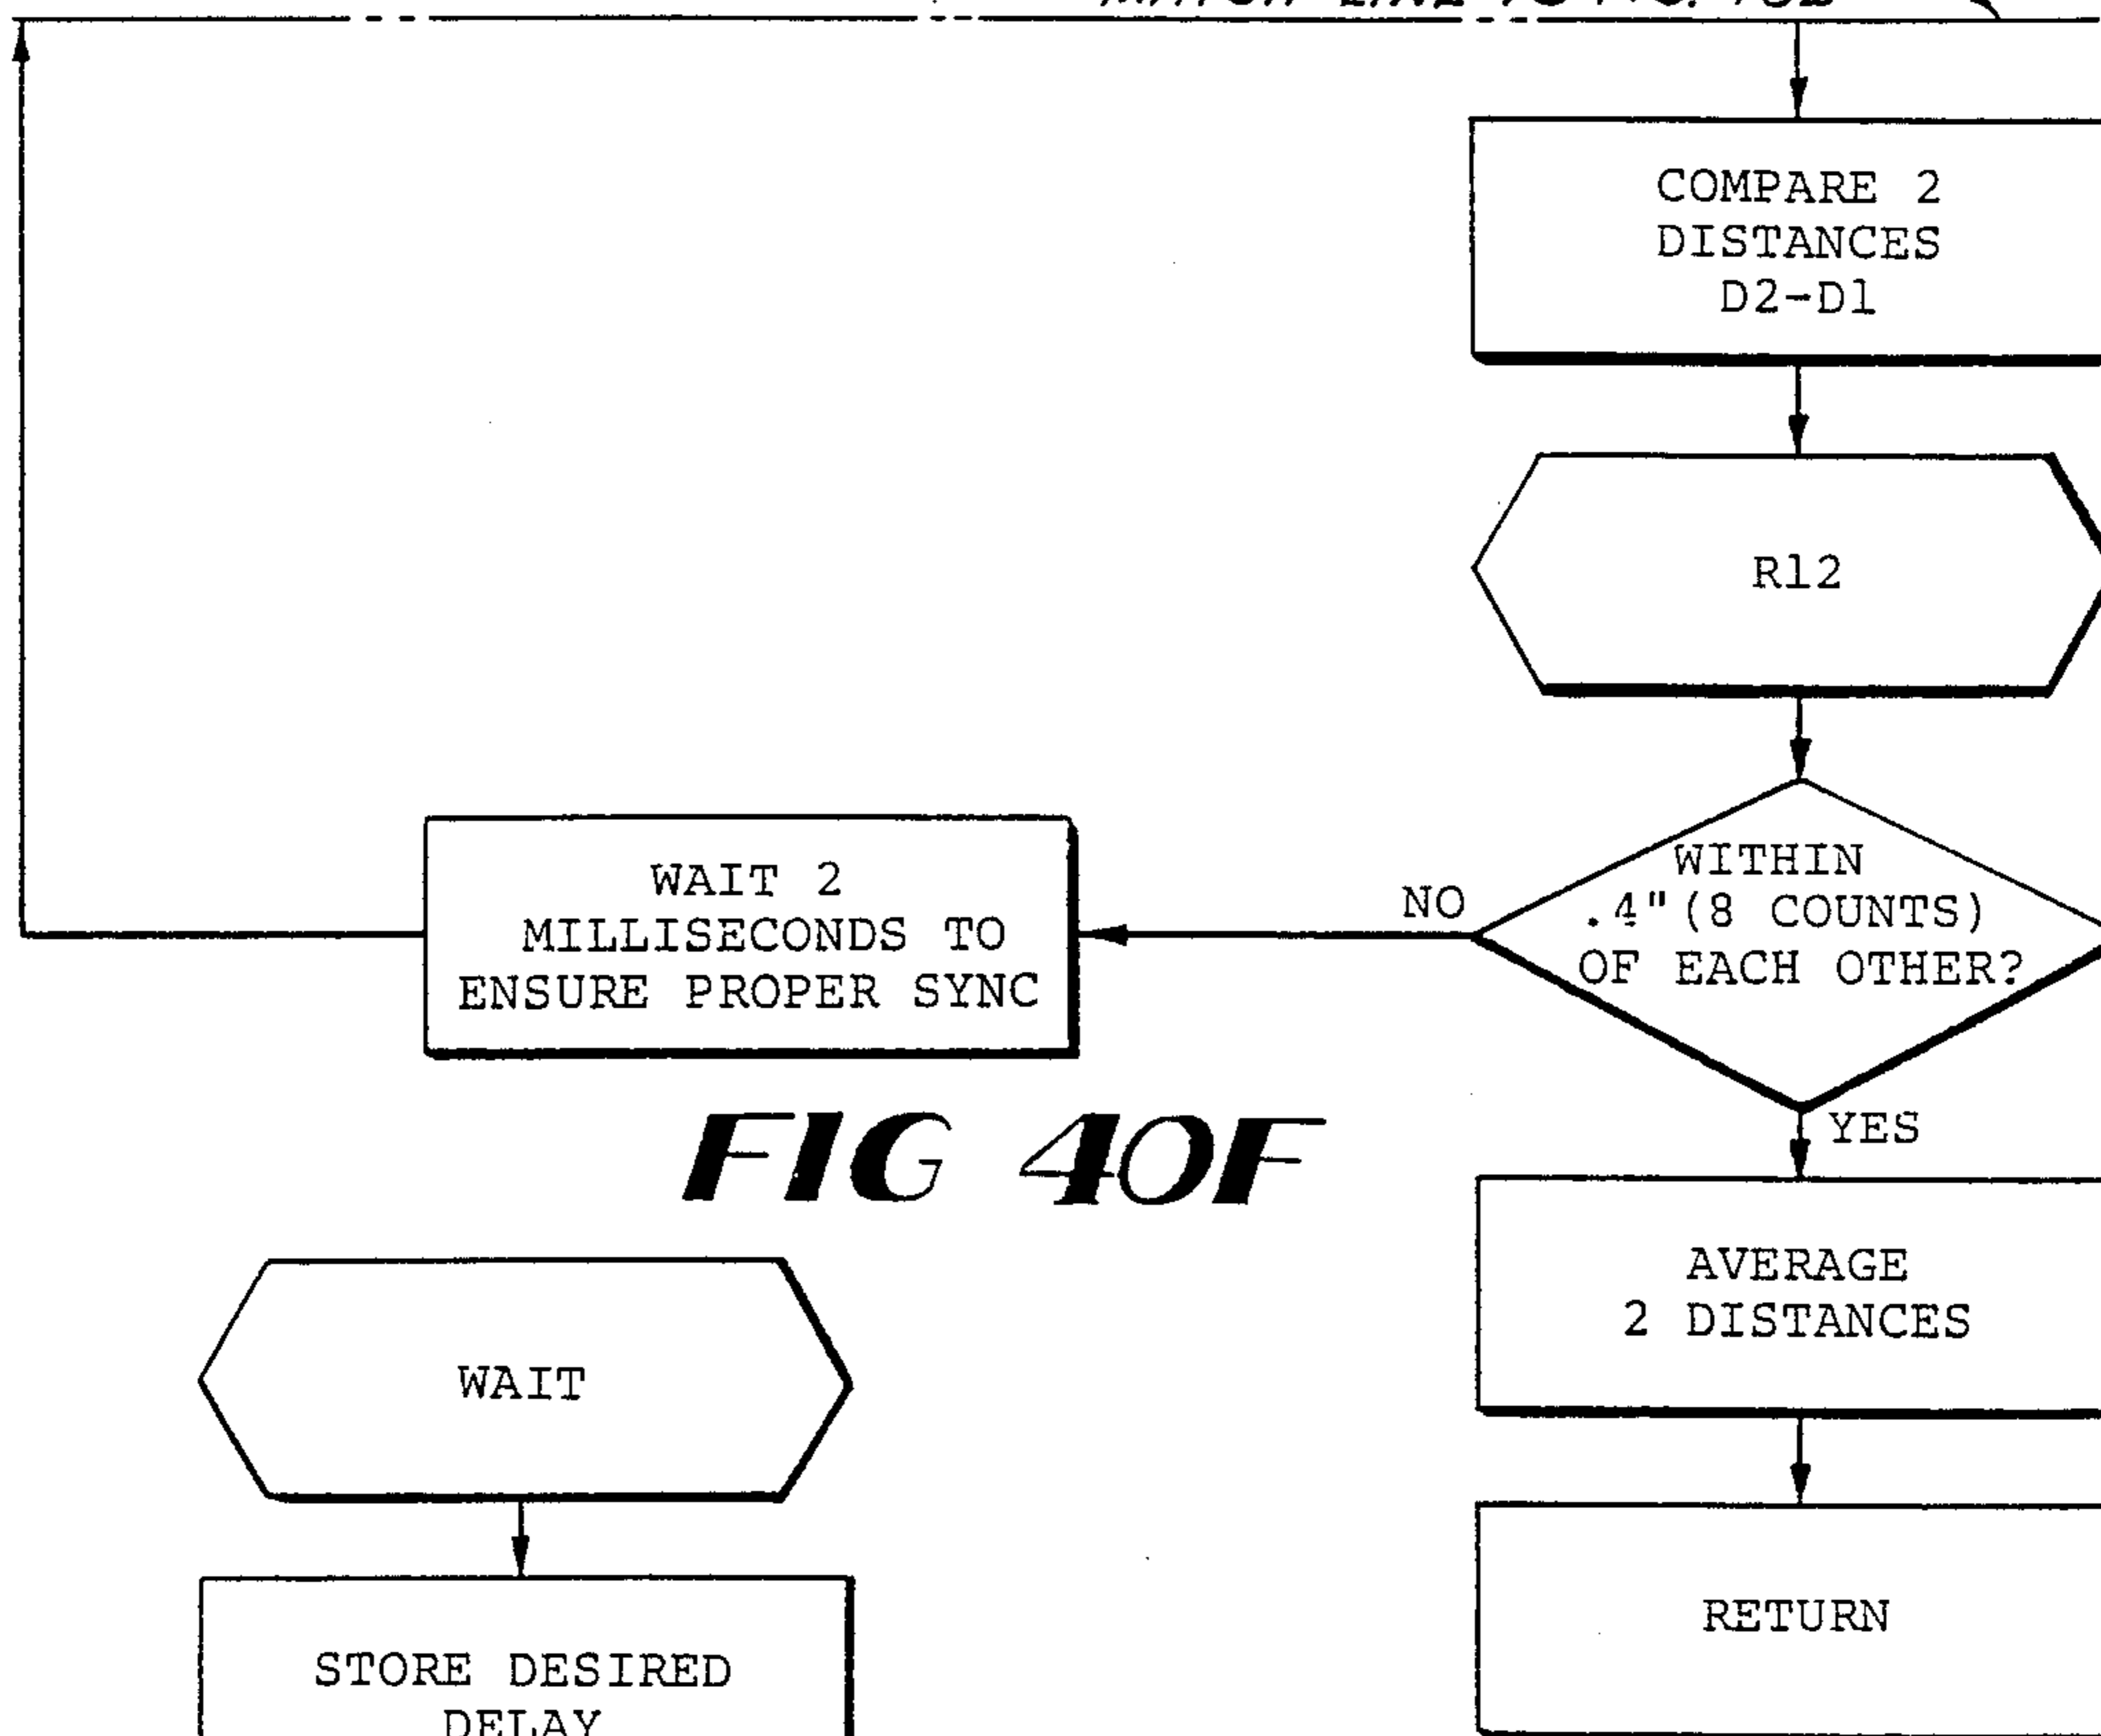 COMPARE 2
DISTANCES
D2-D1
R12
WITHIN
.4"(8 COUNTS)
OF EACH OTHER?
NO
WAIT 2
MILLISECONDS TO
ENSURE PROPER SYNC
YES
FIG 40F
AVERAGE
2 DISTANCES
RETURN
WAIT
STORE DESIRED
DELAY